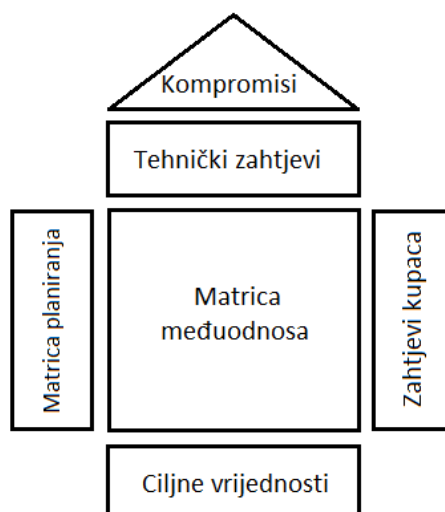 Kompromisi
Tehnički zahtjevi
Matrica planiranja
Matrica
međuodnosa
Zahtjevi kupaca
Ciljne vrijednosti